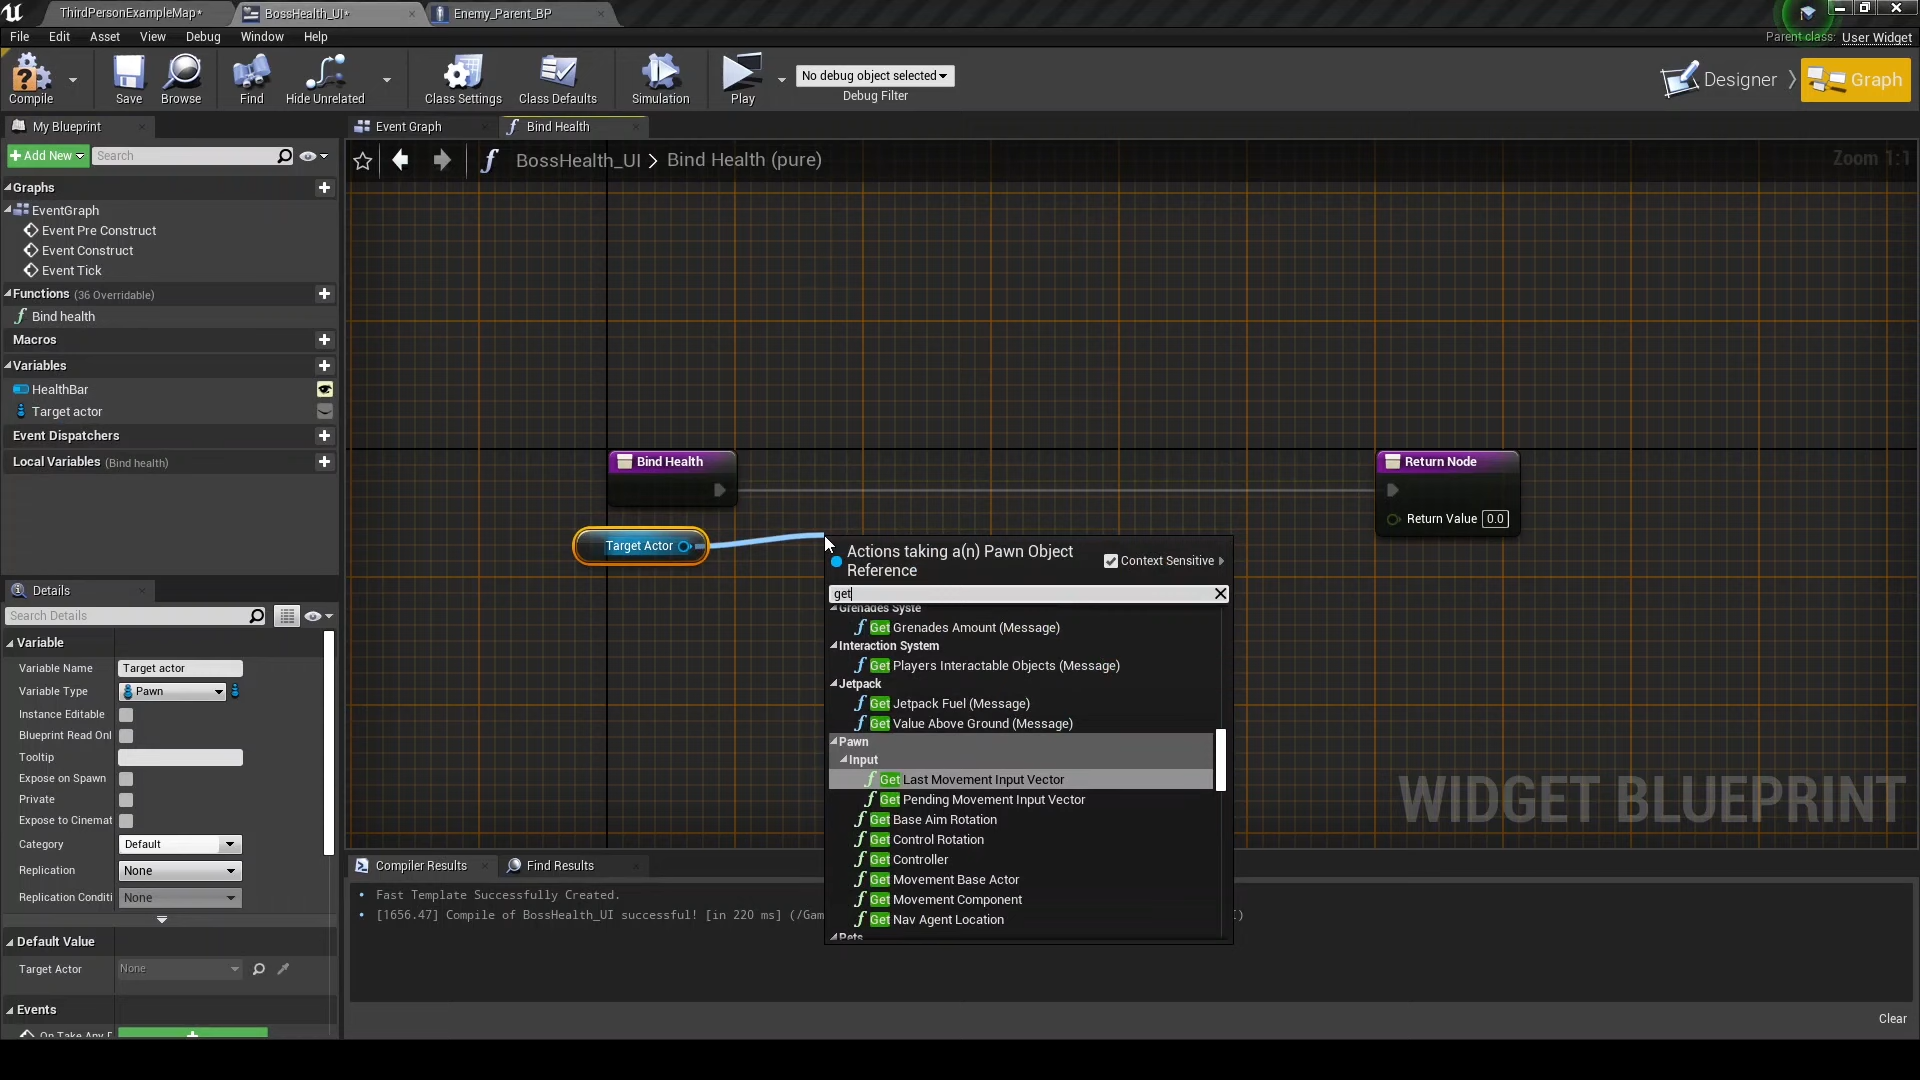 ThirdPersonExampleMap*
BossHealth_UI*
Enemy_Parent_BP
File Edit Asset View Debug Window Help
Parent class: User Widget
Compile
Save
Browse
Find
Hide Unrelated
Class Settings
Class Defaults
Simulation
Play
No debug object selected
Debug Filter
Designer
Graph
My Blueprint
Event Graph
Bind Health
Add New
Search
BossHealth_UI > Bind Health (pure)
Zoom 1:1
Graphs
EventGraph
Event Pre Construct
Event Construct
Event Tick
Functions (36 Overridable)
Bind health
Macros
Variables
HealthBar
Target actor
Event Dispatchers
Local Variables (Bind health)
Bind Health
Return Node
Return Value 0.0
Target Actor
Actions taking a(n) Pawn Object
Reference
Context Sensitive
get
Grenades Syste
Get Grenades Amount (Message)
Interaction System
Get Players Interactable Objects (Message)
Jetpack
Get Jetpack Fuel (Message)
Get Value Above Ground (Message)
Pawn
Input
Get Last Movement Input Vector
Get Pending Movement Input Vector
Get Base Aim Rotation
Get Control Rotation
Get Controller
Get Movement Base Actor
Get Movement Component
Get Nav Agent Location
Pets
WIDGET BLUEPRINT
Details
Search Details
Variable
Variable Name Target actor
Variable Type Pawn
Instance Editable
Blueprint Read Onl
Tooltip
Expose on Spawn
Private
Expose to Cinemat
Category Default
Replication None
Replication Conditi None
Default Value
Target Actor None
Events
Compiler Results
Find Results
Fast Template Successfully Created.
[1656.47] Compile of BossHealth_UI successful! [in 220 ms] (/Gam
Clear